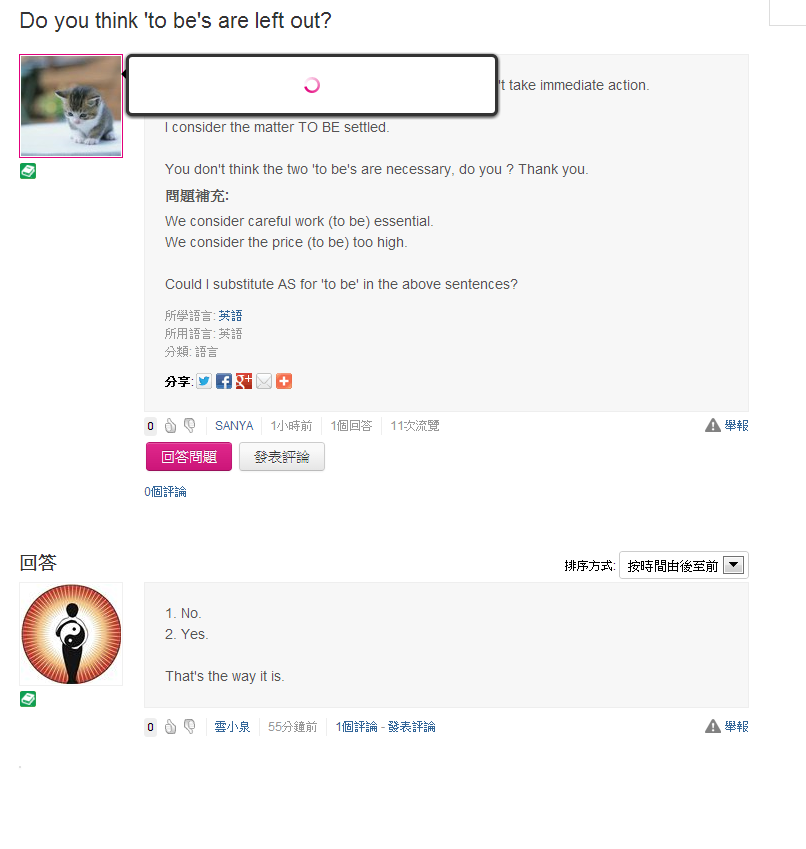 Do you think 'to be's are left out?
't take immediate action.
I consider the matter TO BE settled.
You don't think the two 'to be's are necessary, do you ? Thank you.
問題補充:
We consider careful work (to be) essential.
We consider the price (to be) too high.
Could I substitute AS for 'to be' in the above sentences?
所學語言: 英語
所用語言: 英語
分類: 語言
分享:
0 SANYA 1小時前 1個回答 11次流覽 舉報
回答問題 發表評論
0個評論
回答
排序方式: 按時間由後至前
1. No.
2. Yes.
That's the way it is.
0 雲小泉 55分鐘前 1個評論 - 發表評論 舉報